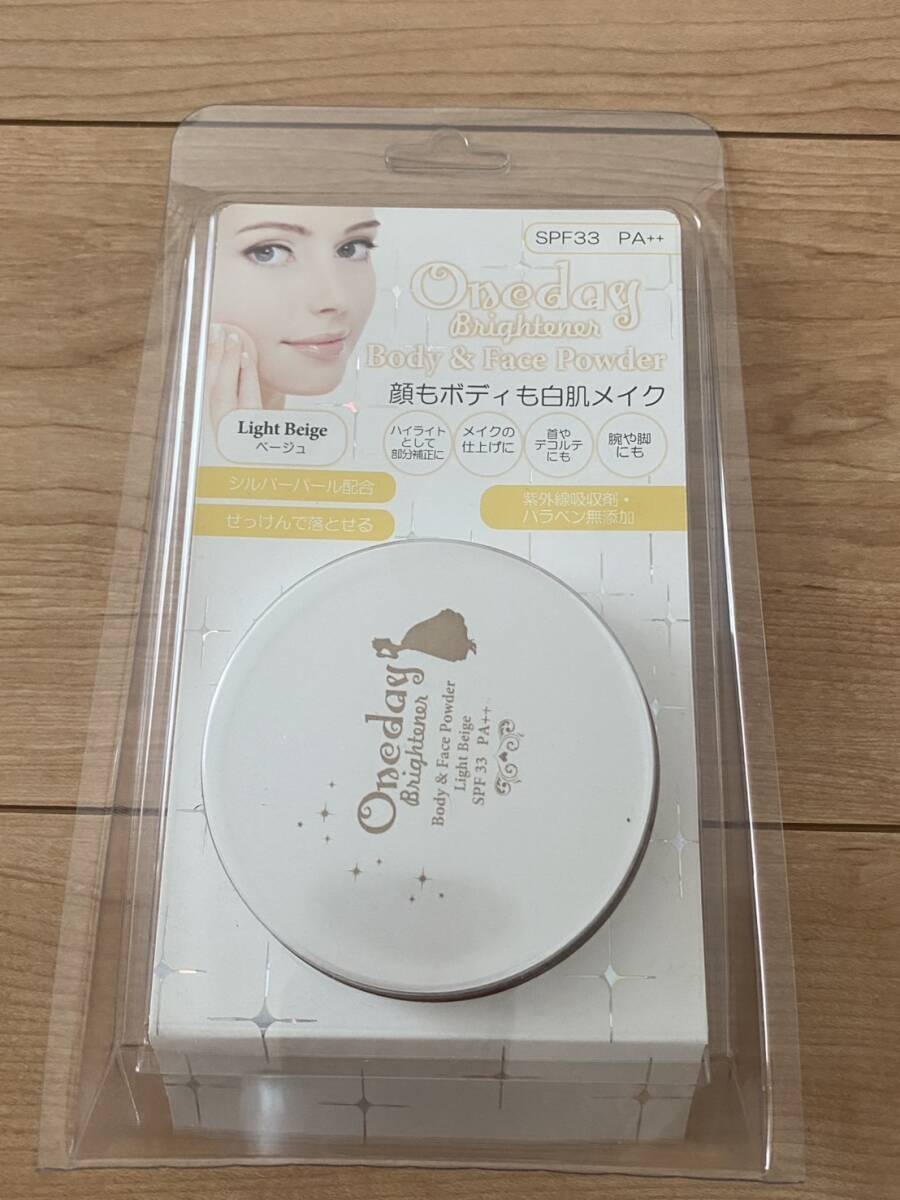 SPF33 PA++
Oneday
Brightener
Body & Face Powder
顔もボディも白肌メイク
Light Beige
ベージュ
ハイライト
として
部分補正に
メイクの
仕上げに
首や
デコルテ
にも
腕や脚
にも
シルバーパール配合
せっけんで落とせる
紫外線吸収剤・
パラベン無添加
Oneday
Brightener
Body & Face Powder
Light Beige
SPF 33 PA++